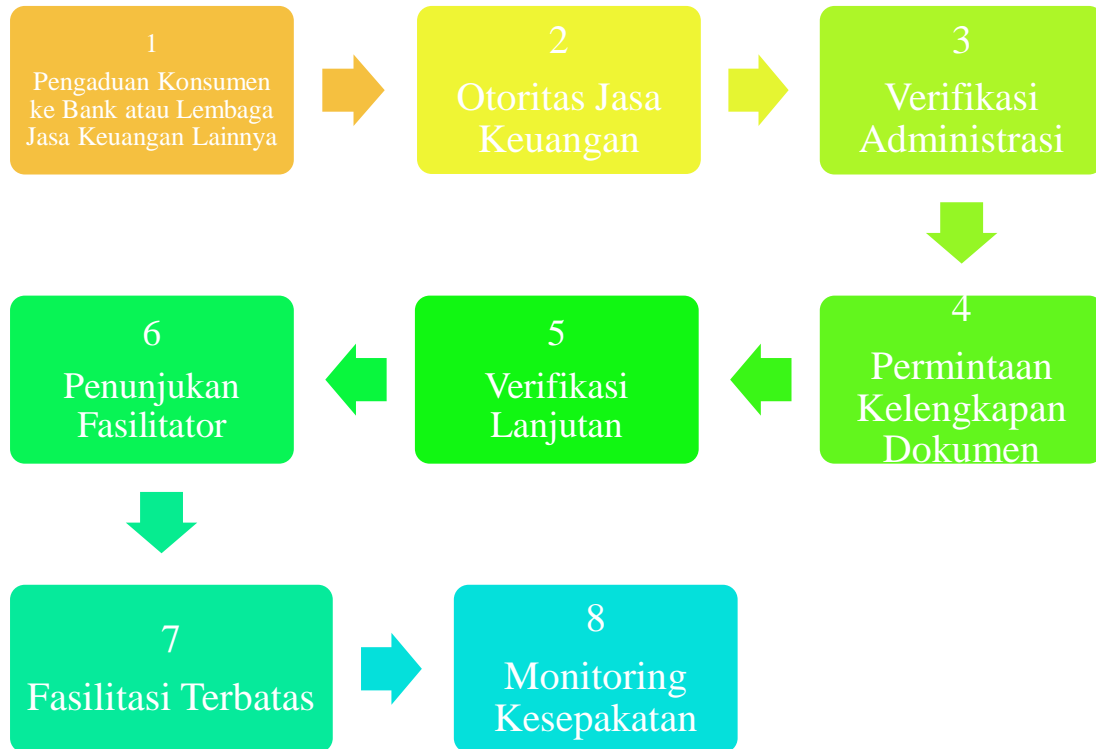 1
Pengaduan Konsumen
ke Bank atau Lembaga
Jasa Keuangan Lainnya
2
Otoritas Jasa
Keuangan
3
Verifikasi
Administrasi
4
Permintaan
Kelengkapan
Dokumen
5
Verifikasi
Lanjutan
6
Penunjukan
Fasilitator
7
Fasilitasi Terbatas
8
Monitoring
Kesepakatan